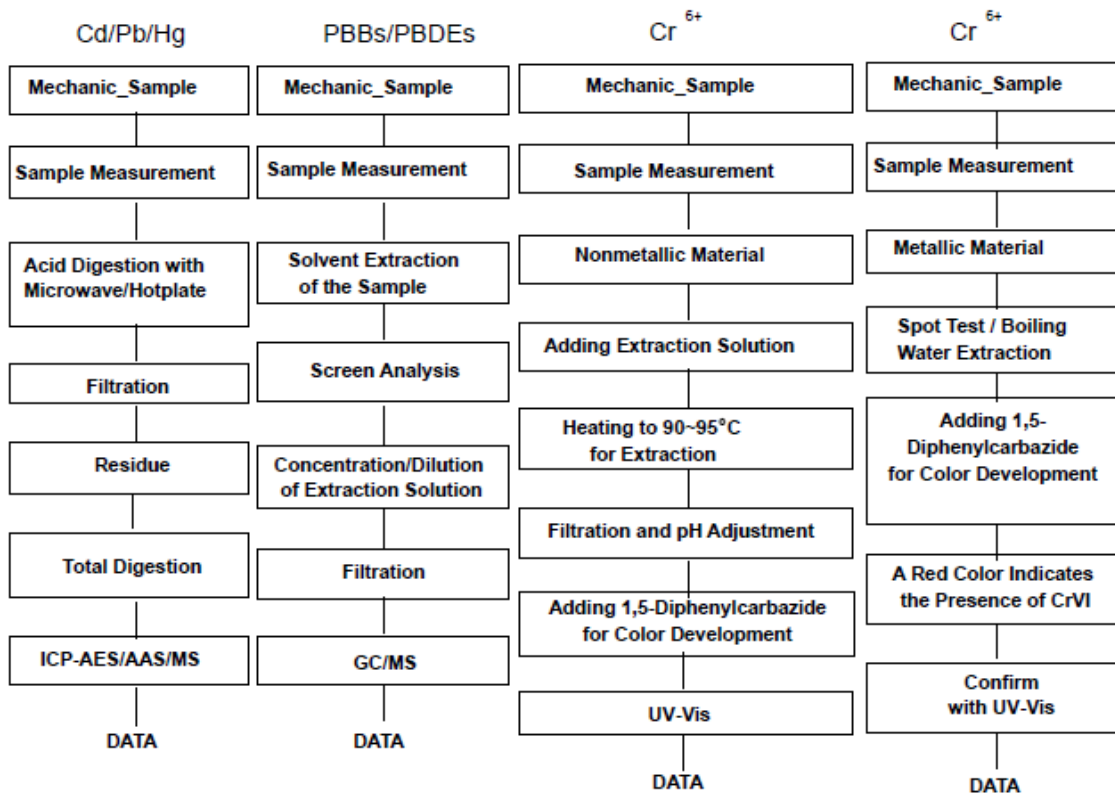 Cd/Pb/Hg
Mechanic_Sample
Sample Measurement
Acid Digestion with
Microwave/Hotplate
Filtration
Residue
Total Digestion
ICP-AES/AAS/MS
DATA
PBBs/PBDEs
Mechanic_Sample
Sample Measurement
Solvent Extraction
of the Sample
Screen Analysis
Concentration/Dilution
of Extraction Solution
Filtration
GC/MS
DATA
Cr 6+
Mechanic_Sample
Sample Measurement
Nonmetallic Material
Adding Extraction Solution
Heating to 90~95°C
for Extraction
Filtration and pH Adjustment
Adding 1,5-Diphenylcarbazide
for Color Development
UV-Vis
DATA
Cr 6+
Mechanic_Sample
Sample Measurement
Metallic Material
Spot Test / Boiling
Water Extraction
Adding 1,5-
Diphenylcarbazide
for Color Development
A Red Color Indicates
the Presence of CrVI
Confirm
with UV-Vis
DATA